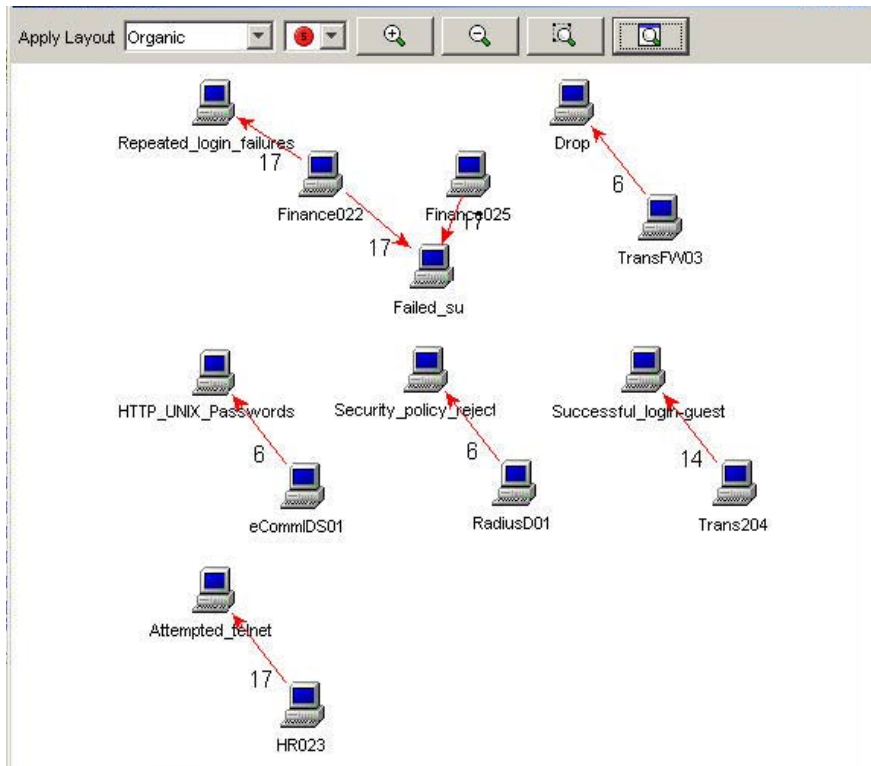 Apply Layout Organic 5
Repeated_login_failures
Drop
17
6
Finance022
Finance025
17
17
TransFW03
Failed_su
HTTP_UNIX_Passwords
Security_policy_reject
Successful_login-guest
6
6
14
eCommIDS01
RadiusD01
Trans204
Attempted_telnet
17
HR023